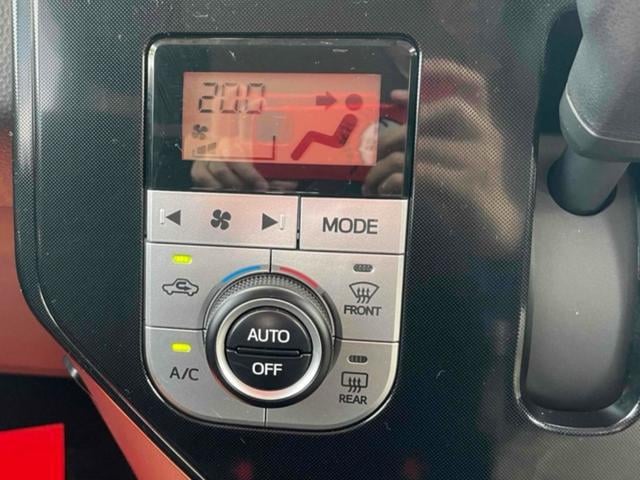 20.0
MODE
FRONT
AUTO
OFF
A/C
REAR